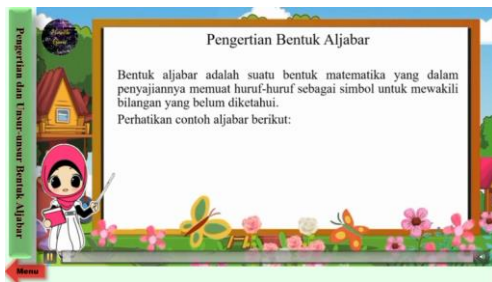 Pengertian dan Unsur-unsur Bentuk Aljabar
Pengertian Bentuk Aljabar
Bentuk aljabar adalah suatu bentuk matematika yang dalam
penyajiannya memuat huruf-huruf sebagai simbol untuk mewakili
bilangan yang belum diketahui.
Perhatikan contoh aljabar berikut:
Menu